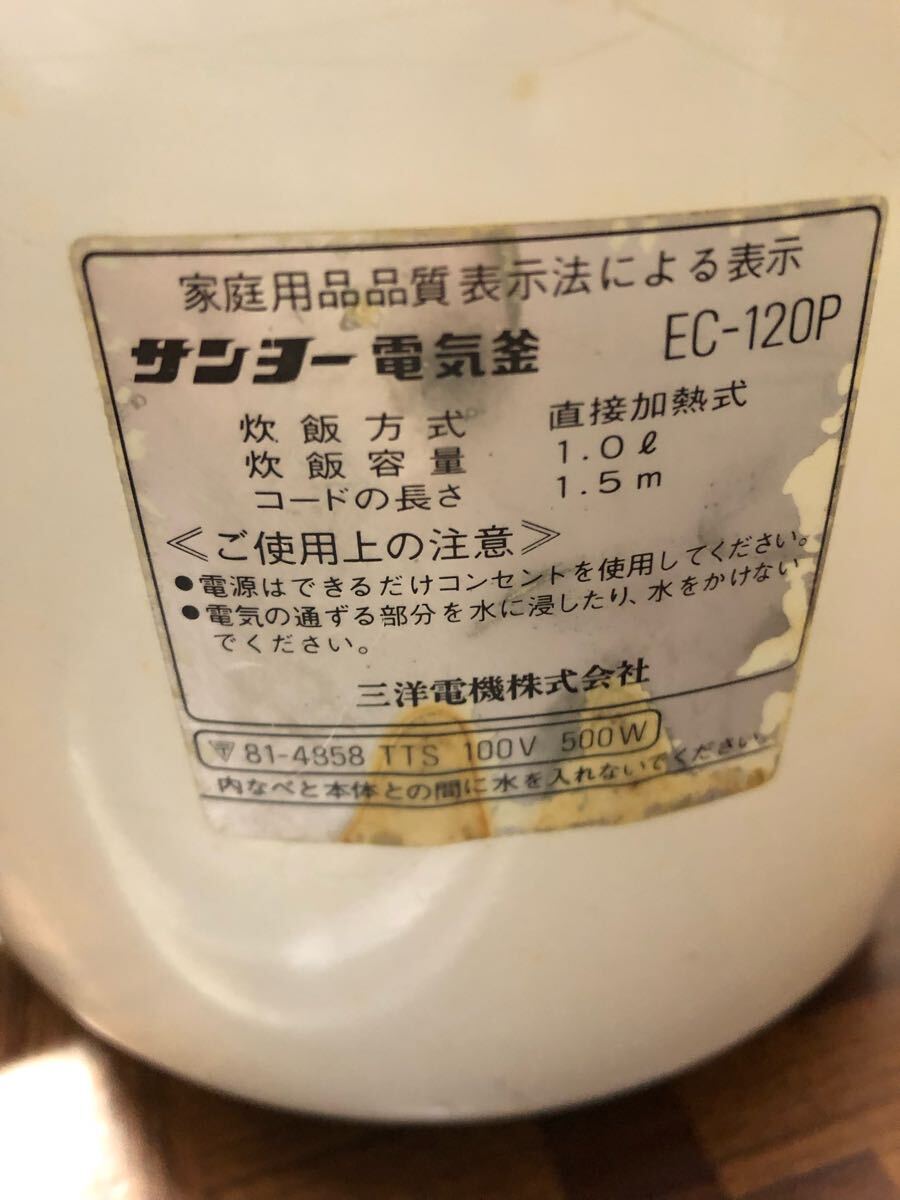 家庭用品品質表示法による表示
サンヨー電気釜 EC-120P
炊飯方式 直接加熱式
炊飯容量 1.0ℓ
コードの長さ 1.5m
≪ご使用上の注意≫
●電源はできるだけコンセントを使用してください。
●電気の通ずる部分を水に浸したり、水をかけない
でください。
三洋電機株式会社
〒81-4858 TTS 100V 500W
内なべと本体との間に水を入れないでください。